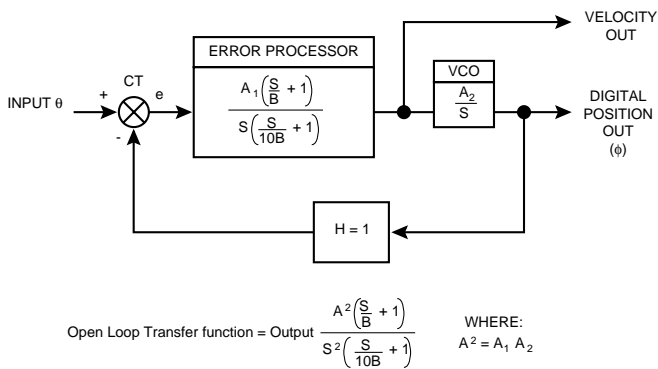 VELOCITY
OUT
ERROR PROCESSOR
VCO
CT
INPUT θ
+
-
e
A₁(S/B + 1)
S(S/10B + 1)
A₂
S
DIGITAL
POSITION
OUT
(ϕ)
H = 1
Open Loop Transfer function = Output A²(S/B + 1)
S²(S/10B + 1)
WHERE:
A² = A₁ A₂